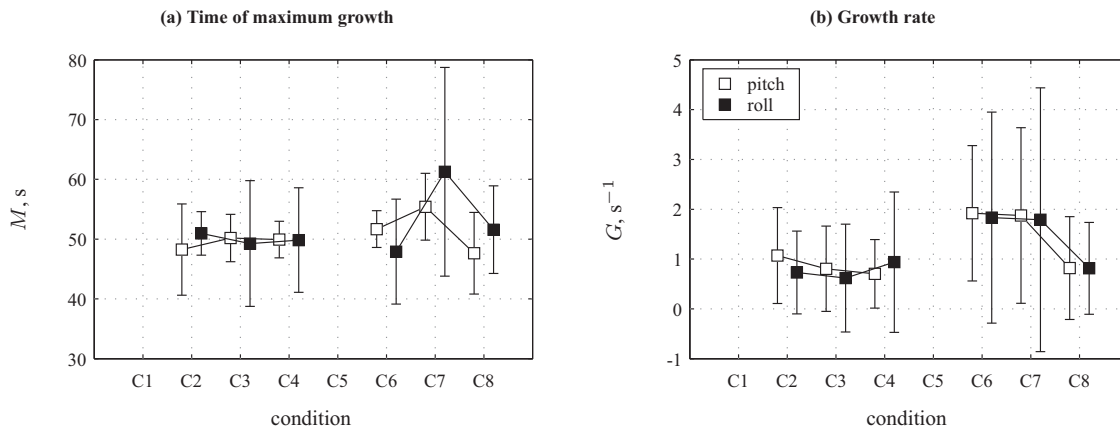 (a) Time of maximum growth
80
70
60
50
40
30
M, s
C1 C2 C3 C4 C5 C6 C7 C8
condition
(b) Growth rate
5
4
3
2
1
0
-1
G, s−1
pitch
roll
C1 C2 C3 C4 C5 C6 C7 C8
condition